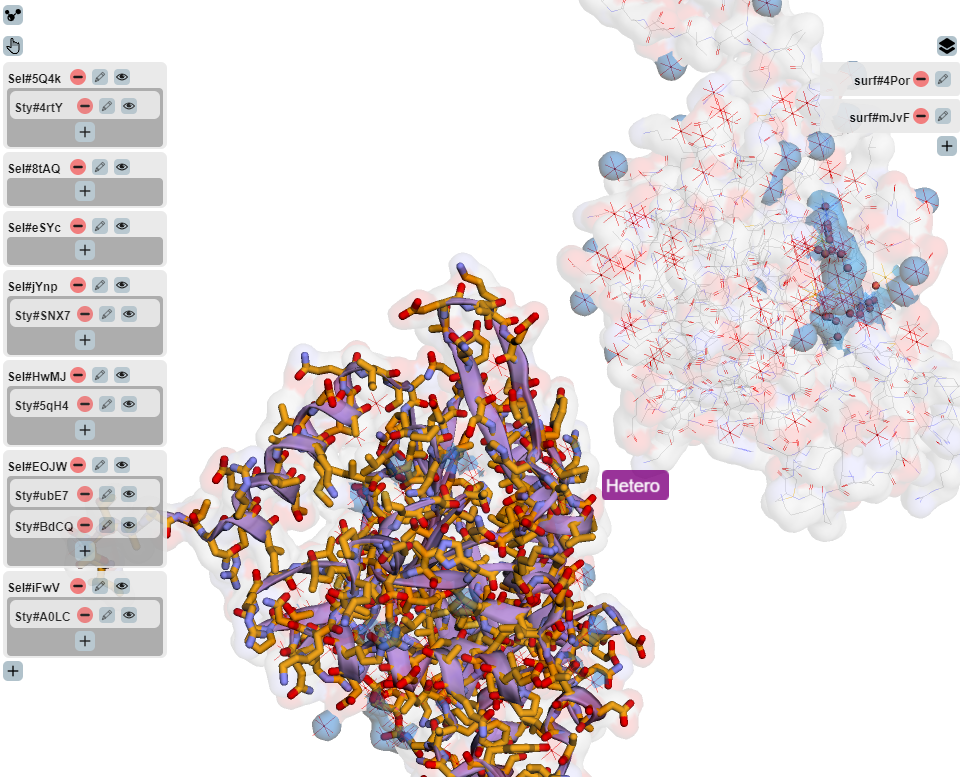 Sel#5Q4k
Sty#4rtY
Sel#8tAQ
Sel#eSYc
Sel#jYnp
Sty#SNX7
Sel#HwMJ
Sty#5qH4
Sel#EOJW
Sty#ubE7
Sty#BdCQ
Sel#iFwV
Sty#A0LC
surf#4Por
surf#mJvF
Hetero